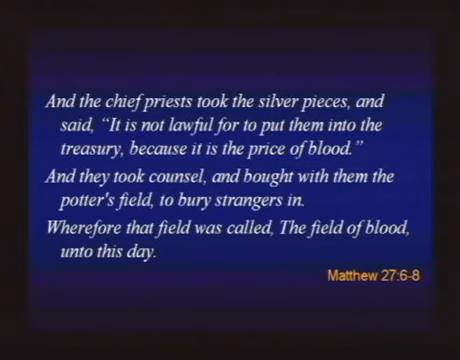 And the chief priests took the silver pieces, and
said, “It is not lawful for to put them into the
treasury, because it is the price of blood.”
And they took counsel, and bought with them the
potter's field, to bury strangers in.
Wherefore that field was called, The field of blood,
unto this day.
Matthew 27:6-8